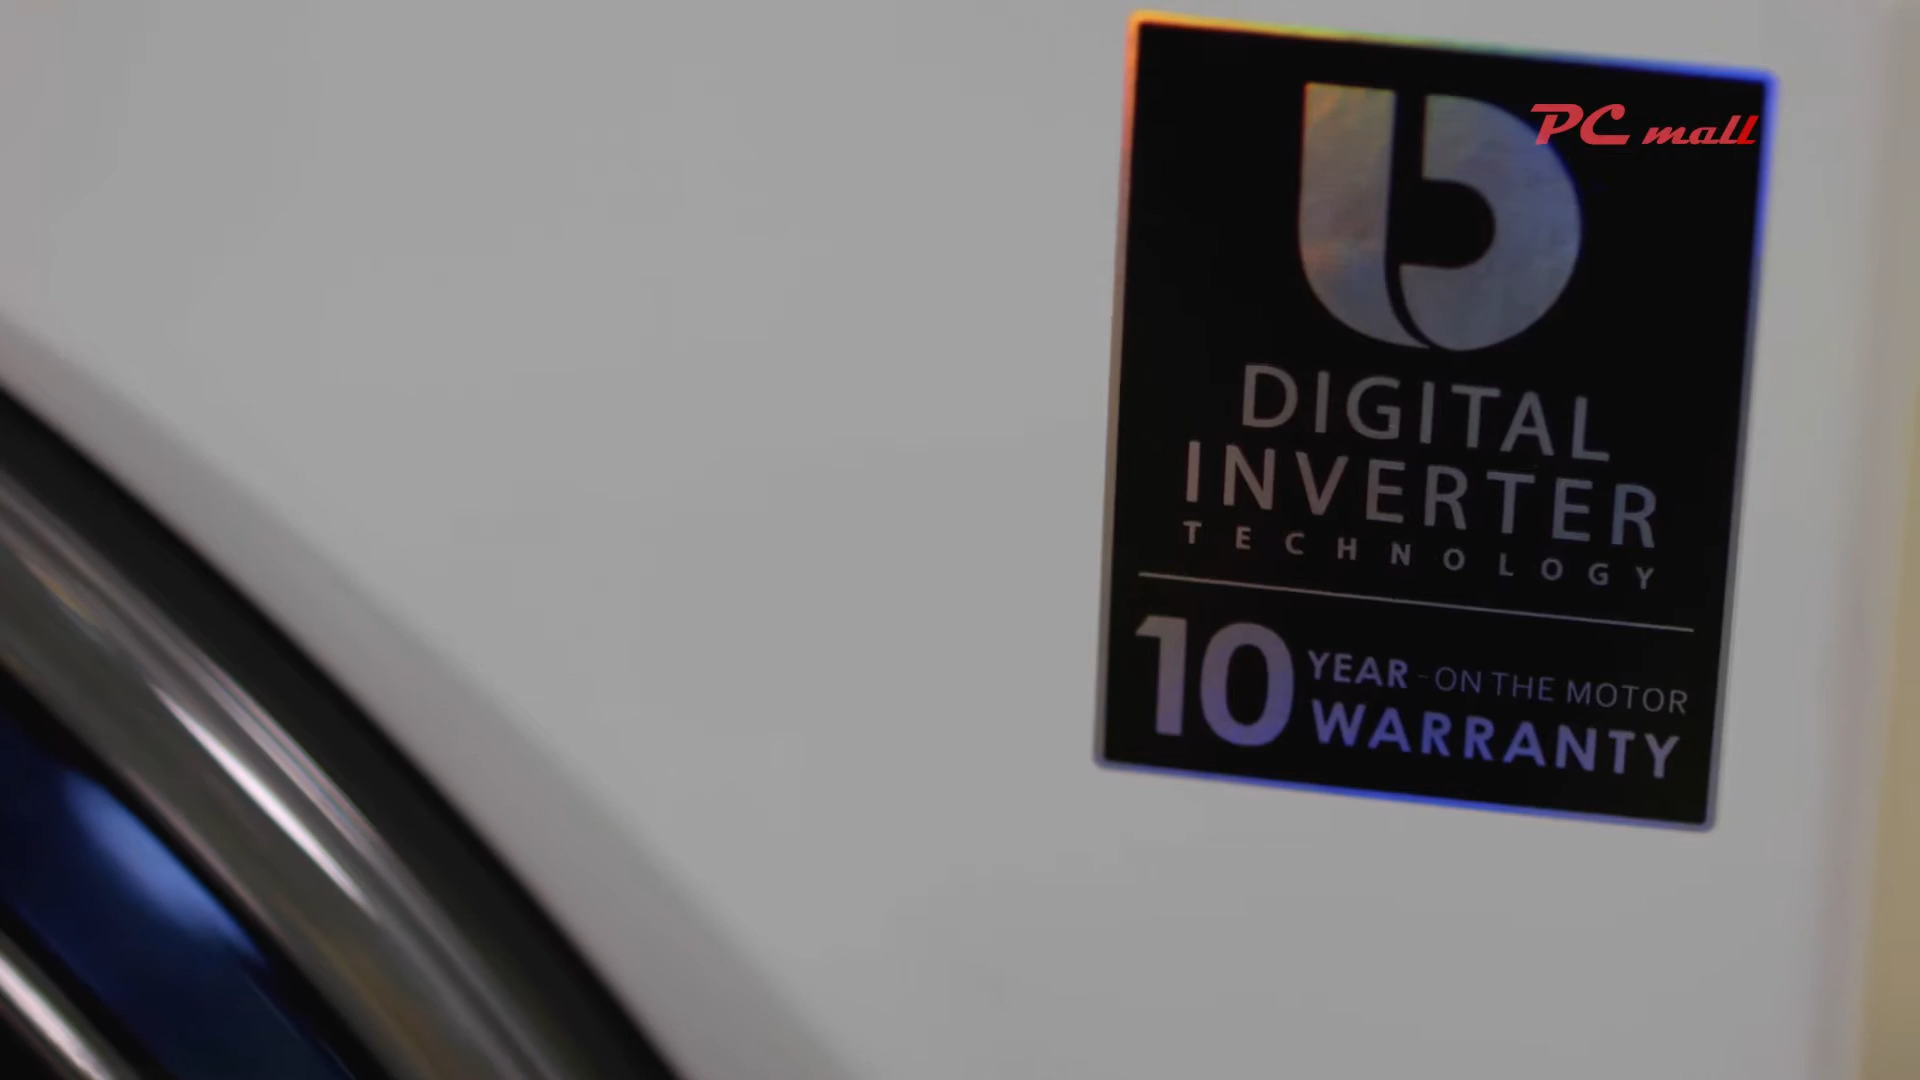 PC mall
DIGITAL
INVERTER
TECHNOLOGY
10 YEAR - ON THE MOTOR
WARRANTY